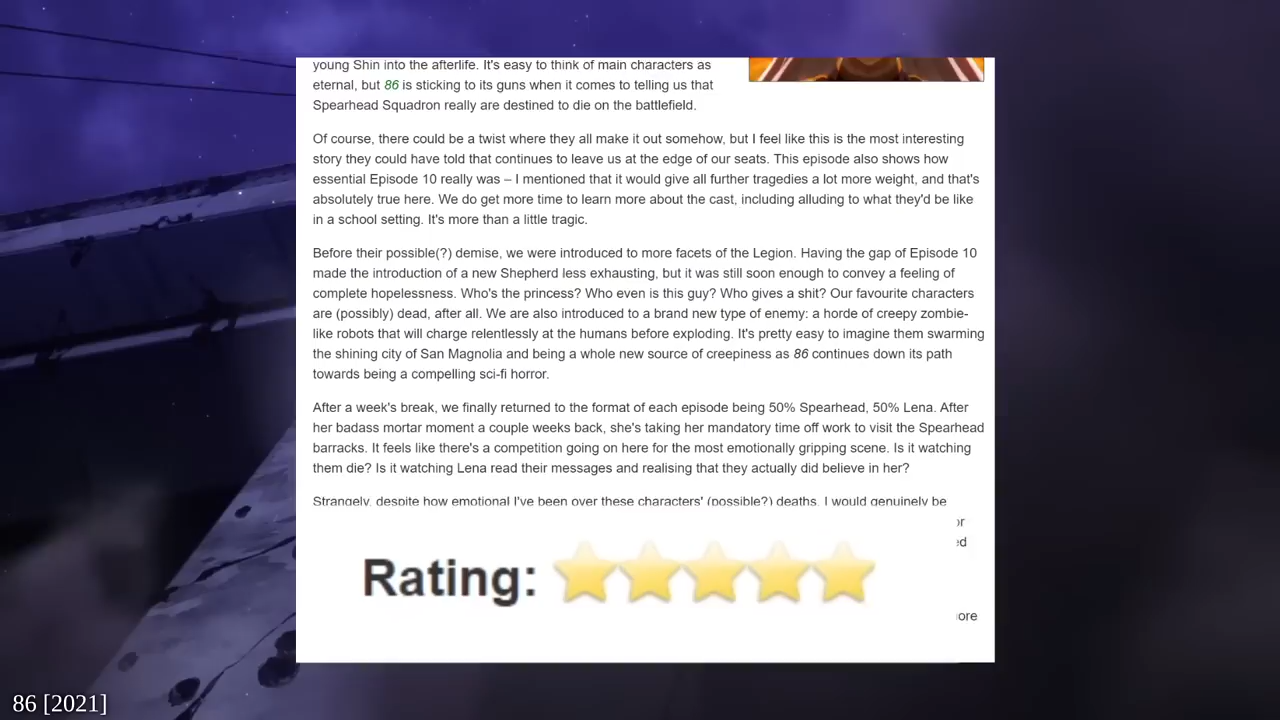 young Shin into the afterlife. It's easy to think of main characters as
eternal, but 86 is sticking to its guns when it comes to telling us that
Spearhead Squadron really are destined to die on the battlefield.
Of course, there could be a twist where they all make it out somehow, but I feel like this is the most interesting
story they could have told that continues to leave us at the edge of our seats. This episode also shows how
essential Episode 10 really was – I mentioned that it would give all further tragedies a lot more weight, and that's
absolutely true here. We do get more time to learn more about the cast, including alluding to what they'd be like
in a school setting. It's more than a little tragic.
Before their possible(?) demise, we were introduced to more facets of the Legion. Having the gap of Episode 10
made the introduction of a new Shepherd less exhausting, but it was still soon enough to convey a feeling of
complete hopelessness. Who's the princess? Who even is this guy? Who gives a shit? Our favourite characters
are (possibly) dead, after all. We are also introduced to a brand new type of enemy: a horde of creepy zombie-
like robots that will charge relentlessly at the humans before exploding. It's pretty easy to imagine them swarming
the shining city of San Magnolia and being a whole new source of creepiness as 86 continues down its path
towards being a compelling sci-fi horror.
After a week's break, we finally returned to the format of each episode being 50% Spearhead, 50% Lena. After
her badass mortar moment a couple weeks back, she's taking her mandatory time off work to visit the Spearhead
barracks. It feels like there's a competition going on here for the most emotionally gripping scene. Is it watching
them die? Is it watching Lena read their messages and realising that they actually did believe in her?
Strangely, despite how emotional I've been over these characters' (possible?) deaths, I would genuinely be
Rating:
86 [2021]